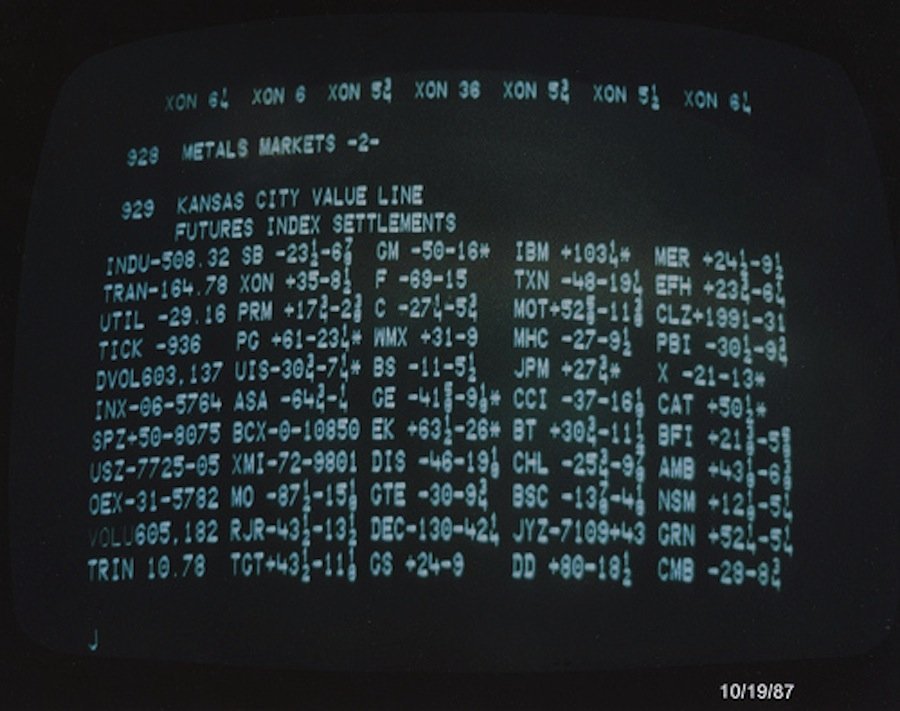 XON 6¼ XON 6 XON 5¾ XON 36 XON 5¾ XON 5½ XON 6¼
928 METALS MARKETS -2-
929 KANSAS CITY VALUE LINE
FUTURES INDEX SETTLEMENTS
INDU-508.32 SB -23½-6⅞ GM -50-16* IBM +103¼* MER +24½-9½
TRAN-164.78 XON +35-8½ F -69-15 TXN -48-19¼ EFH +23¼-6¼
UTIL -29.16 PRM +17¾-2⅜ C -27¼-5¾ MOT+52⅝-11⅜ CLZ+1991-31
TICK -936 PG +61-23¼* WMX +31-9 MHC -27-9½ PBI -30½-9¾
DVOL603,137 UIS-30¾-7¼* BS -11-5½ JPM +27¾* X -21-13*
INX-06-5764 ASA -64¾-¼ GE -41⅝-9⅛* CCI -37-16⅛ CAT +50½*
SPZ+50-8075 BCX-0-10850 EK +63½-26* BT +30¾-11½ BFI +21⅜-5⅝
USZ-7725-05 XMI-72-9801 DIS -46-19⅛ CHL -25¾-9⅞ AMB +43½-6⅜
OEX-31-5782 MO -87½-15⅛ GTE -30-9¾ BSC -13⅞-4⅛ NSM +12⅛-5¼
VOLU605,182 RJR-43½-13½ DEC-130-42¼ JYZ-7109+43 GRN +52¼-5¼
TRIN 10.78 TGT+43½-11⅛ GS +24-9 DD +80-18½ CMB -29-8¾
10/19/87